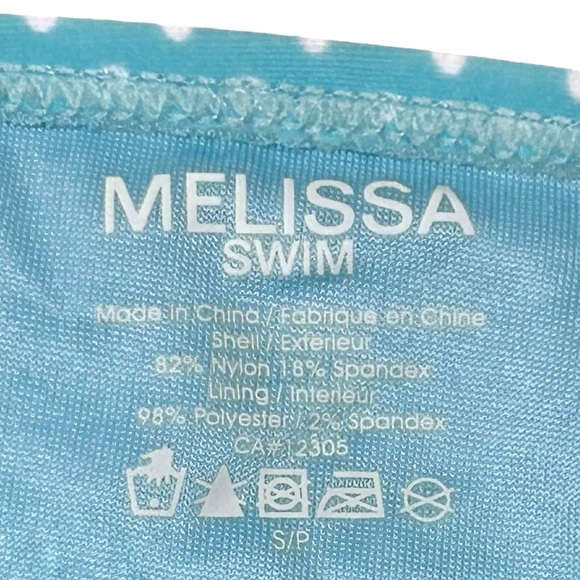 MELISSA
SWIM
Made in China / Fabrique en Chine
Shell / Exterieur
82% Nylon 18% Spandex
Lining / Interieur
98% Polyester / 2% Spandex
CA#12305
S/P